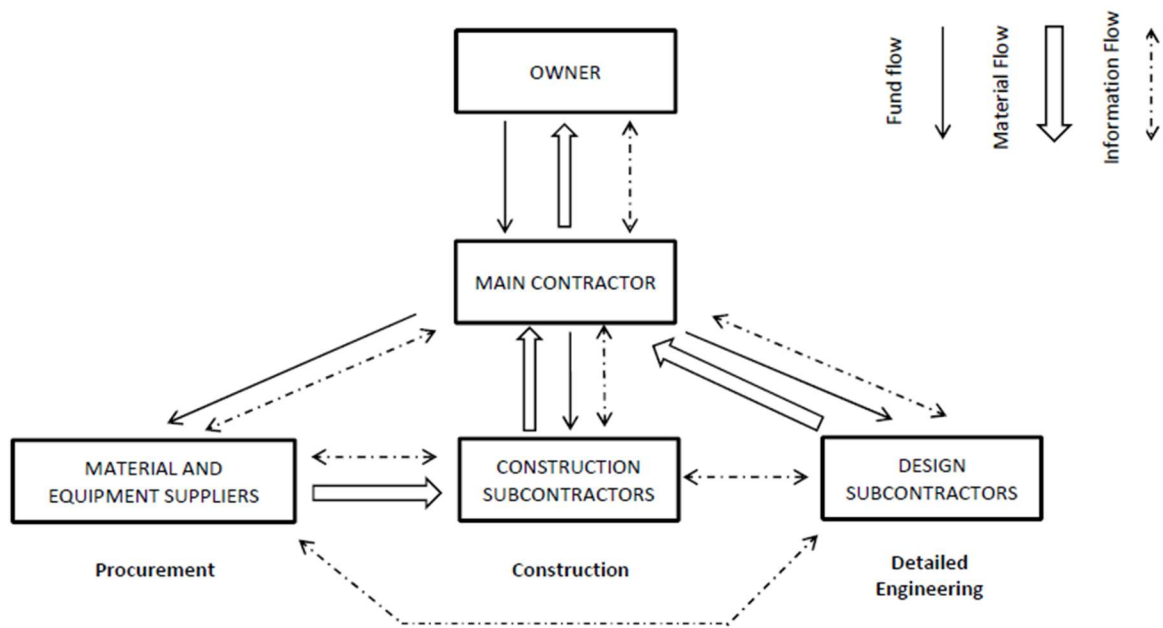 OWNER
Fund flow
Material Flow
Information Flow
MAIN CONTRACTOR
MATERIAL AND
EQUIPMENT SUPPLIERS
CONSTRUCTION
SUBCONTRACTORS
DESIGN
SUBCONTRACTORS
Procurement
Construction
Detailed
Engineering